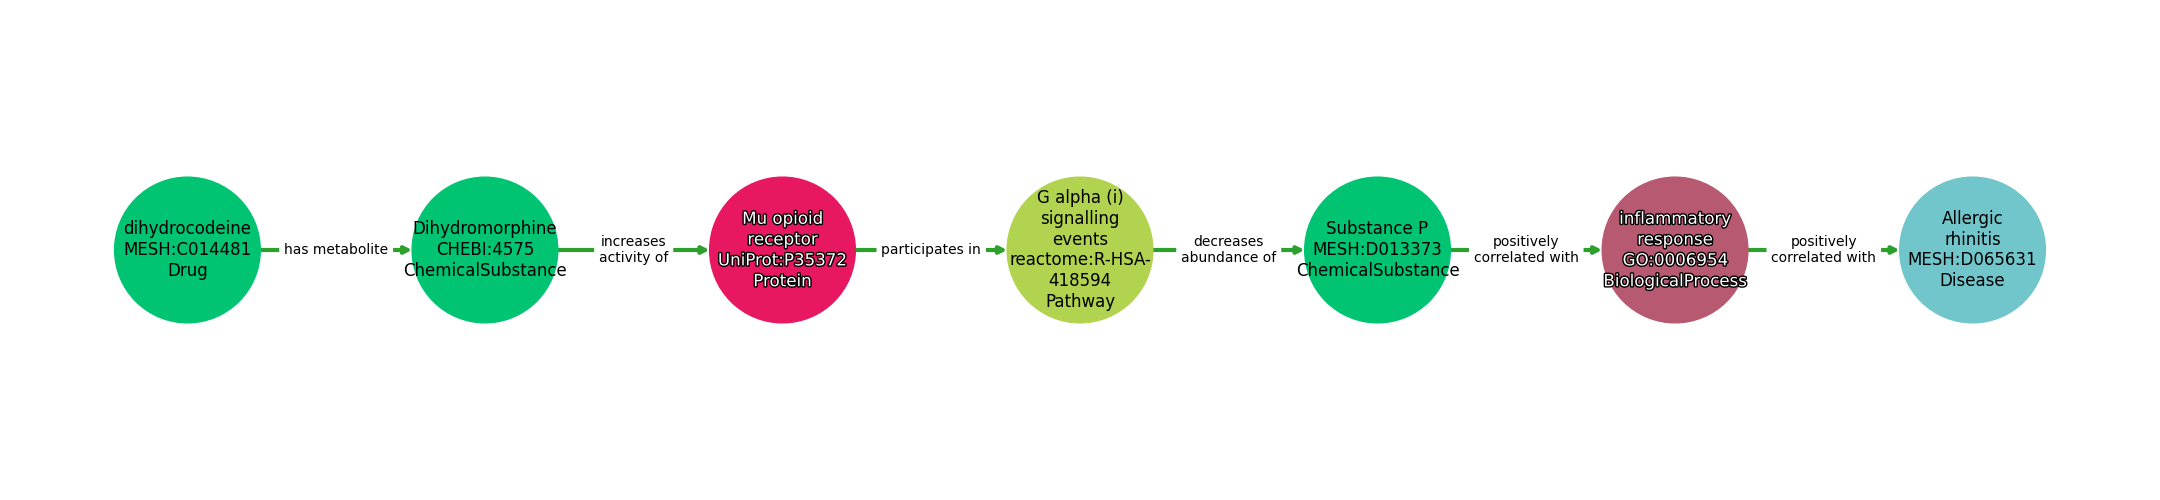 dihydrocodeine
MESH:C014481
Drug
has metabolite
Dihydromorphine
CHEBI:4575
ChemicalSubstance
increases
activity of
Mu opioid
receptor
UniProt:P35372
Protein
participates in
G alpha (i)
signalling
events
reactome:R-HSA-
418594
Pathway
decreases
abundance of
Substance P
MESH:D013373
ChemicalSubstance
positively
correlated with
inflammatory
response
GO:0006954
BiologicalProcess
positively
correlated with
Allergic
rhinitis
MESH:D065631
Disease